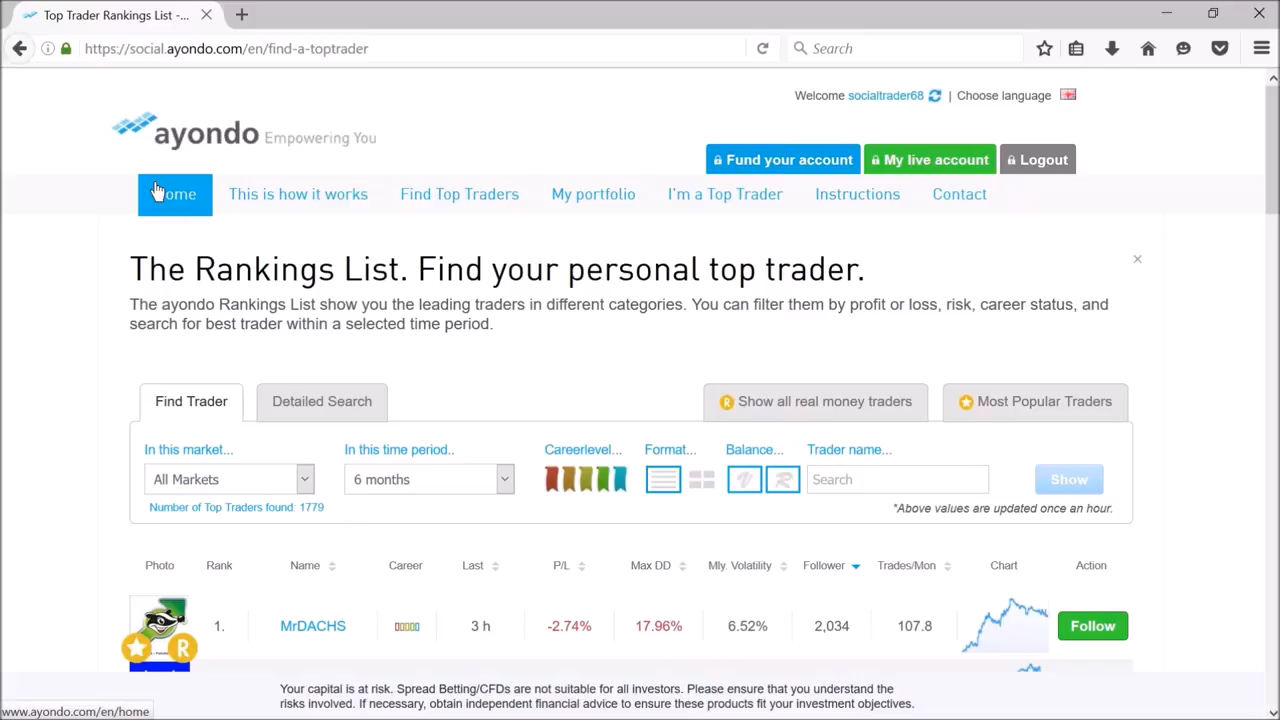 Top Trader Rankings List -...
https://social.ayondo.com/en/find-a-toptrader
Search
Welcome socialtrader68 | Choose language
ayondo Empowering You
Fund your account
My live account
Logout
ome
This is how it works
Find Top Traders
My portfolio
I'm a Top Trader
Instructions
Contact
The Rankings List. Find your personal top trader.
The ayondo Rankings List show you the leading traders in different categories. You can filter them by profit or loss, risk, career status, and
search for best trader within a selected time period.
Find Trader
Detailed Search
R Show all real money traders
Most Popular Traders
In this market...
In this time period..
Careerlevel...
Format...
Balance...
Trader name...
All Markets
6 months
V
R
Search
Show
Number of Top Traders found: 1779
*Above values are updated once an hour.
Photo Rank Name Career Last P/L Max DD Mly. Volatility Follower Trades/Mon Chart Action
1. MrDACHS 3 h -2.74% 17.96% 6.52% 2,034 107.8 Follow
R
Your capital is at risk. Spread Betting/CFDs are not suitable for all investors. Please ensure that you understand the
risks involved. If necessary, obtain independent financial advice to ensure these products fit your investment objectives.
www.ayondo.com/en/home